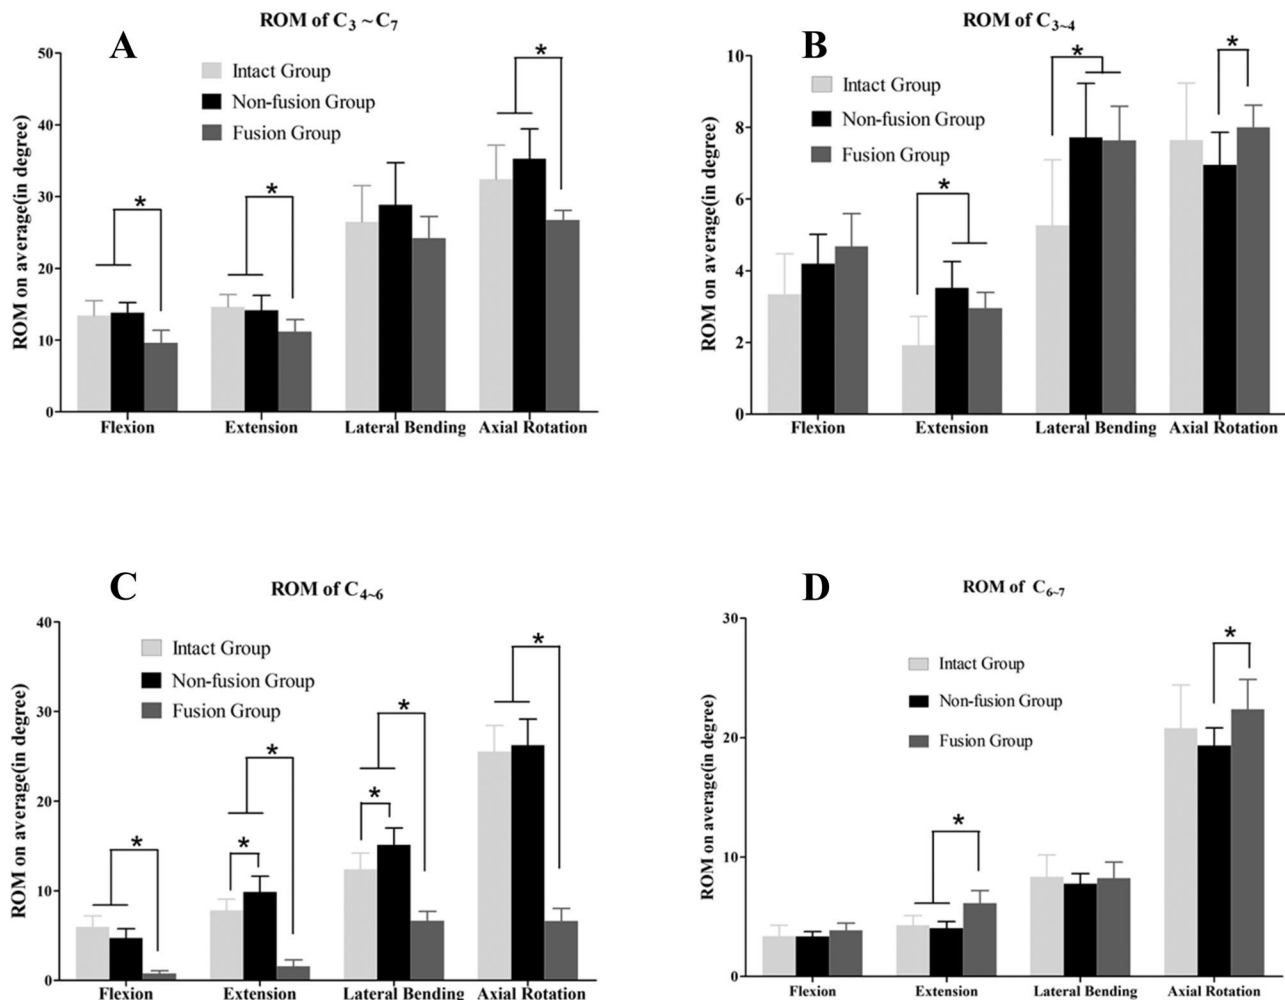 A
ROM of C3 ~ C7
ROM on average(in degree)
50
40
30
20
10
0
Intact Group
Non-fusion Group
Fusion Group
*
*
*
Flexion Extension Lateral Bending Axial Rotation
B
ROM of C3~4
ROM on average(in degree)
10
8
6
4
2
0
Intact Group
Non-fusion Group
Fusion Group
*
*
*
Flexion Extension Lateral Bending Axial Rotation
C
ROM of C4~6
ROM on average(in degree)
40
30
20
10
0
Intact Group
Non-fusion Group
Fusion Group
*
*
*
*
*
*
Flexion Extension Lateral Bending Axial Rotation
D
ROM of C6~7
ROM on average(in degree)
30
20
10
0
Intact Group
Non-fusion Group
Fusion Group
*
*
Flexion Extension Lateral Bending Axial Rotation